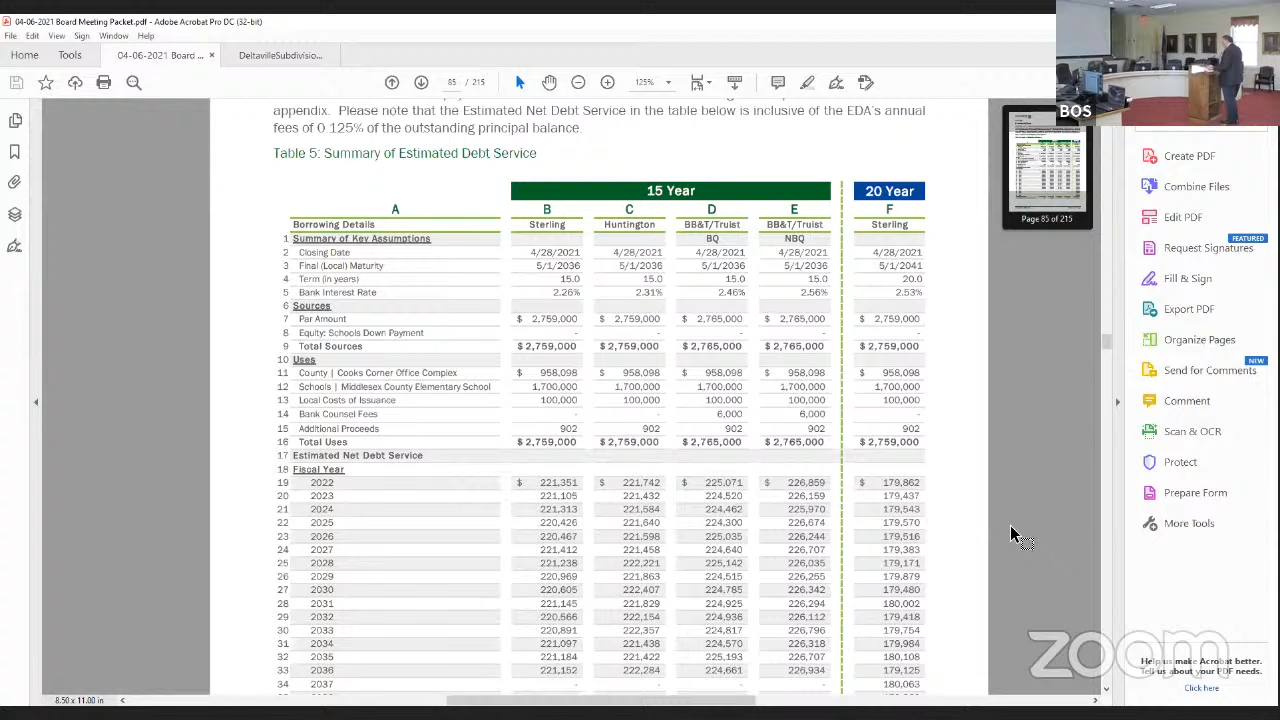 04-06-2021 Board Meeting Packet.pdf - Adobe Acrobat Pro DC (32-bit)
File Edit View Sign Window Help
Home Tools 04-06-2021 Board ... × DeltavilleSubdivisio...
85 / 215 125%
appendix. Please note that the Estimated Net Debt Service in the table below is inclusive of the EDA's annual
fees of 0.125% of the outstanding principal balance.
Table 5: Summary of Estimated Debt Service
15 Year 20 Year
A B C D E F
Borrowing Details Sterling Huntington BB&T/Truist BB&T/Truist Sterling
1 Summary of Key Assumptions BQ NBQ
2 Closing Date 4/28/2021 4/28/2021 4/28/2021 4/28/2021 4/28/2021
3 Final (Local) Maturity 5/1/2036 5/1/2036 5/1/2036 5/1/2036 5/1/2041
4 Term (in years) 15.0 15.0 15.0 15.0 20.0
5 Bank Interest Rate 2.26% 2.31% 2.46% 2.56% 2.53%
6 Sources
7 Par Amount $ 2,759,000 $ 2,759,000 $ 2,765,000 $ 2,765,000 $ 2,759,000
8 Equity: Schools Down Payment - - - - -
9 Total Sources $ 2,759,000 $ 2,759,000 $ 2,765,000 $ 2,765,000 $ 2,759,000
10 Uses
11 County | Cooks Corner Office Complex $ 958,098 $ 958,098 $ 958,098 $ 958,098 $ 958,098
12 Schools | Middlesex County Elementary School 1,700,000 1,700,000 1,700,000 1,700,000 1,700,000
13 Local Costs of Issuance 100,000 100,000 100,000 100,000 100,000
14 Bank Counsel Fees - - 6,000 6,000 -
15 Additional Proceeds 902 902 902 902 902
16 Total Uses $ 2,759,000 $ 2,759,000 $ 2,765,000 $ 2,765,000 $ 2,759,000
17 Estimated Net Debt Service
18 Fiscal Year
19 2022 $ 221,351 $ 221,742 $ 225,071 $ 226,859 $ 179,862
20 2023 221,105 221,432 224,520 226,159 179,437
21 2024 221,313 221,584 224,462 225,970 179,543
22 2025 220,426 221,640 224,300 226,674 179,570
23 2026 220,467 221,598 225,035 226,244 179,516
24 2027 221,412 221,458 224,640 226,707 179,383
25 2028 221,238 222,221 225,142 226,035 179,171
26 2029 220,969 221,863 224,515 226,255 179,879
27 2030 220,605 222,407 224,785 226,342 179,480
28 2031 221,145 221,829 224,925 226,294 180,002
29 2032 220,566 222,154 224,936 226,112 179,418
30 2033 220,891 222,357 224,817 226,796 179,754
31 2034 221,097 221,438 224,570 226,318 179,984
32 2035 221,184 221,422 225,193 226,707 180,108
33 2036 221,152 222,284 224,661 226,934 179,125
34 2037 - - - - 180,063
8.50 x 11.00 in
BOS
Page 85 of 215
Create PDF
Combine Files
Edit PDF
FEATURED
Request Signatures
Fill & Sign
Export PDF
Organize Pages
NEW
Send for Comments
Comment
Scan & OCR
Protect
Prepare Form
More Tools
zoom
Help us make Acrobat better.
Tell us about your PDF needs.
Click here